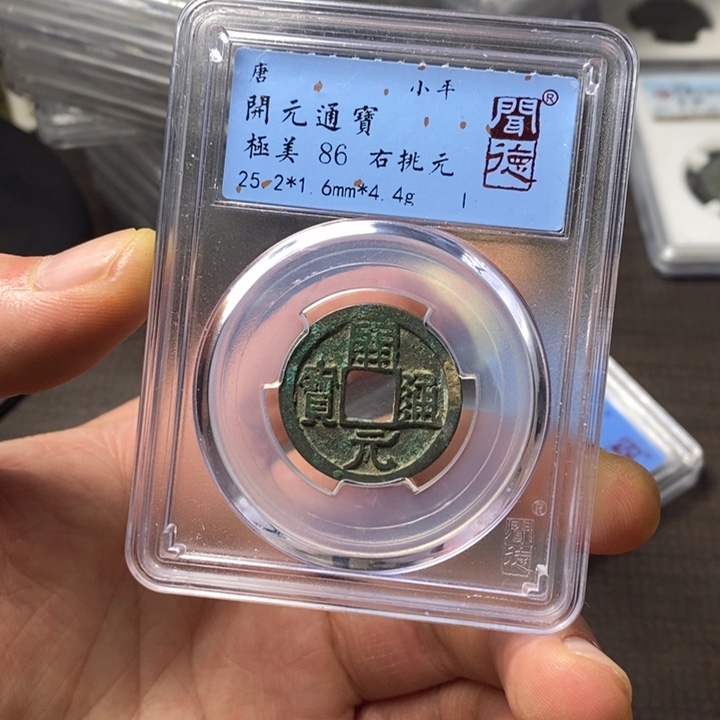 唐 小平
開元通寶
極美 86 右挑元
25.2*1.6mm*4.4g
聞德®
開元通寶
聞德®